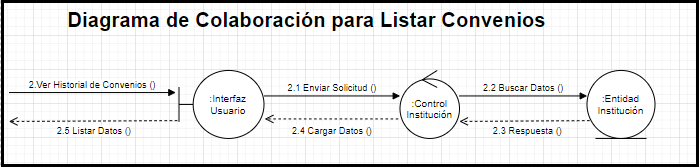 Diagrama de Colaboración para Listar Convenios
2.Ver Historial de Convenios ()
:Interfaz
Usuario
2.1 Enviar Solicitud ()
:Control
Institución
2.2 Buscar Datos ()
:Entidad
Institución
2.5 Listar Datos ()
2.4 Cargar Datos ()
2.3 Respuesta ()